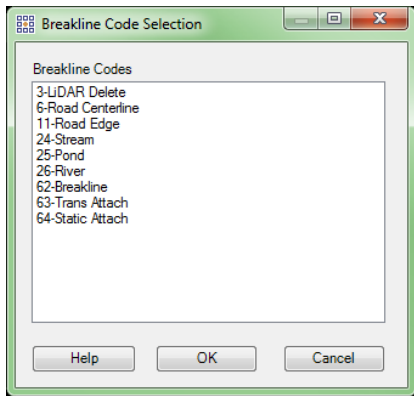 Breakline Code Selection
Breakline Codes
3-LiDAR Delete
6-Road Centerline
11-Road Edge
24-Stream
25-Pond
26-River
62-Breakline
63-Trans Attach
64-Static Attach
Help OK Cancel